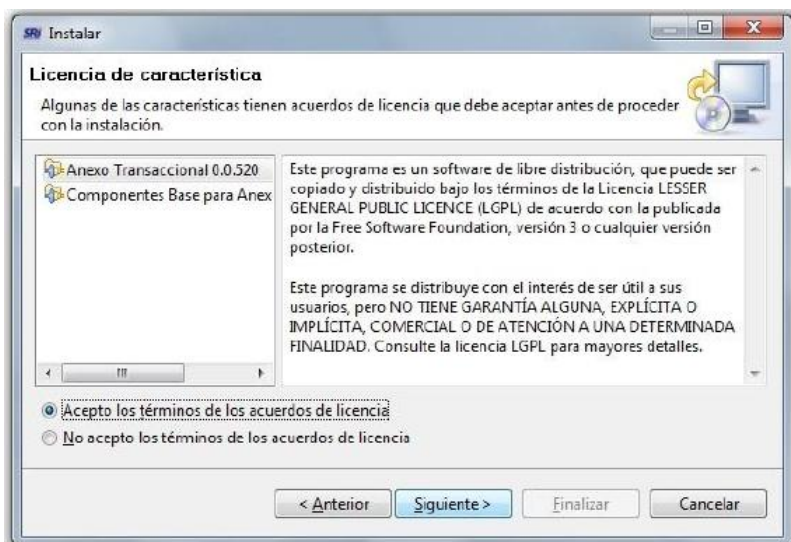 SRi Instalar
Licencia de característica
Algunas de las características tienen acuerdos de licencia que debe aceptar antes de proceder
con la instalación.
Anexo Transaccional 0.0.520
Componentes Base para Anex
Este programa es un software de libre distribución, que puede ser
copiado y distribuido bajo los términos de la Licencia LESSER
GENERAL PUBLIC LICENCE (LGPL) de acuerdo con la publicada
por la Free Software Foundation, versión 3 o cualquier versión
posterior.
Este programa se distribuye con el interés de ser útil a sus
usuarios, pero NO TIENE GARANTÍA ALGUNA, EXPLÍCITA O
IMPLÍCITA, COMERCIAL O DE ATENCIÓN A UNA DETERMINADA
FINALIDAD. Consulte la licencia LGPL para mayores detalles.
Acepto los términos de los acuerdos de licencia
No acepto los términos de los acuerdos de licencia
< Anterior
Siguiente >
Finalizar
Cancelar